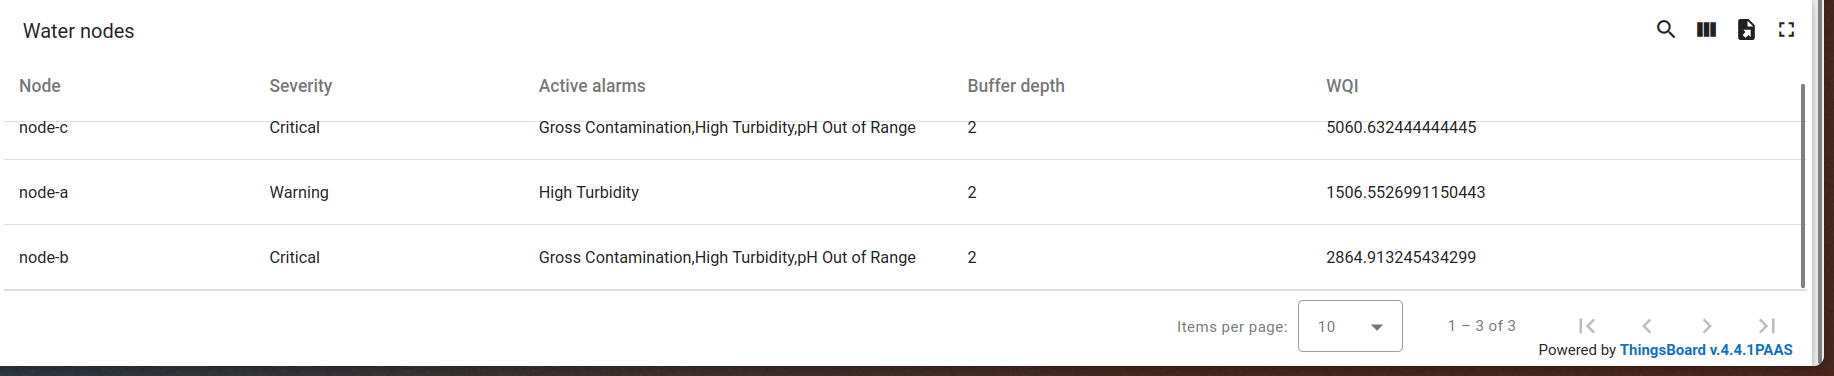 Water nodes
Node Severity Active alarms Buffer depth WQI
node-c Critical Gross Contamination,High Turbidity,pH Out of Range 2 5060.632444444445
node-a Warning High Turbidity 2 1506.5526991150443
node-b Critical Gross Contamination,High Turbidity,pH Out of Range 2 2864.913245434299
Items per page: 10 1 – 3 of 3
Powered by ThingsBoard v.4.4.1PAAS